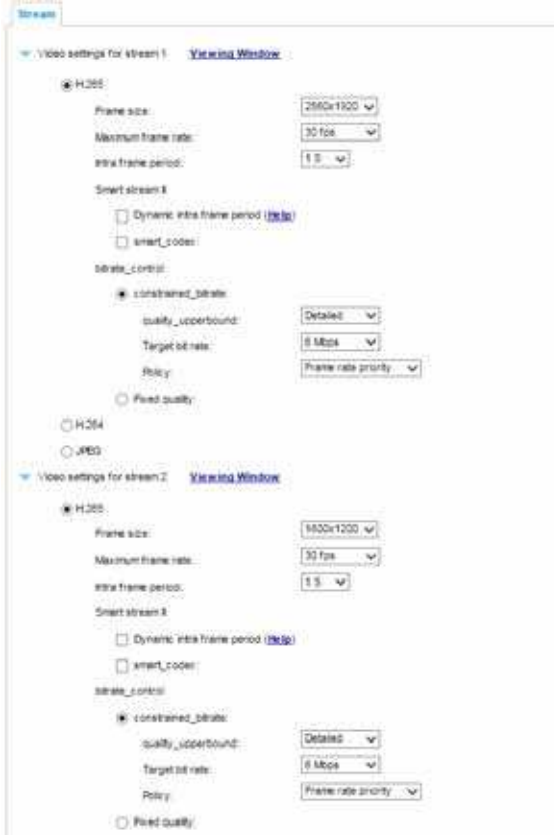 Stream
Video settings for stream 1 Viewing Window
H.265
Frame size: 2560x1920
Maximum frame rate: 30 fps
Intra frame period: 1 S
Smart stream II
Dynamic intra frame period (Help)
smart_codec:
bitrate_control:
constrained_bitrate:
quality_upperbound: Detailed
Target bit rate: 6 Mbps
Policy: Frame rate priority
Fixed quality:
H.264
JPEG
Video settings for stream 2 Viewing Window
H.265
Frame size: 1600x1200
Maximum frame rate: 30 fps
Intra frame period: 1 S
Smart stream II
Dynamic intra frame period (Help)
smart_codec:
bitrate_control:
constrained_bitrate:
quality_upperbound: Detailed
Target bit rate: 6 Mbps
Policy: Frame rate priority
Fixed quality: